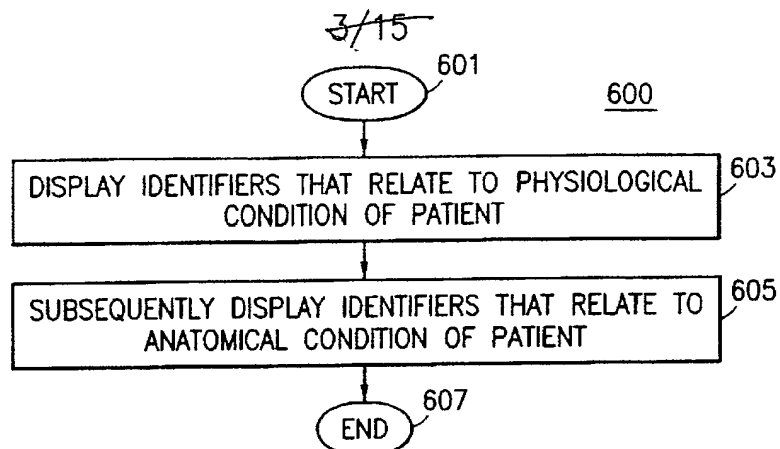 3/15
601
START
600
DISPLAY IDENTIFIERS THAT RELATE TO PHYSIOLOGICAL
CONDITION OF PATIENT
603
SUBSEQUENTLY DISPLAY IDENTIFIERS THAT RELATE TO
ANATOMICAL CONDITION OF PATIENT
605
607
END